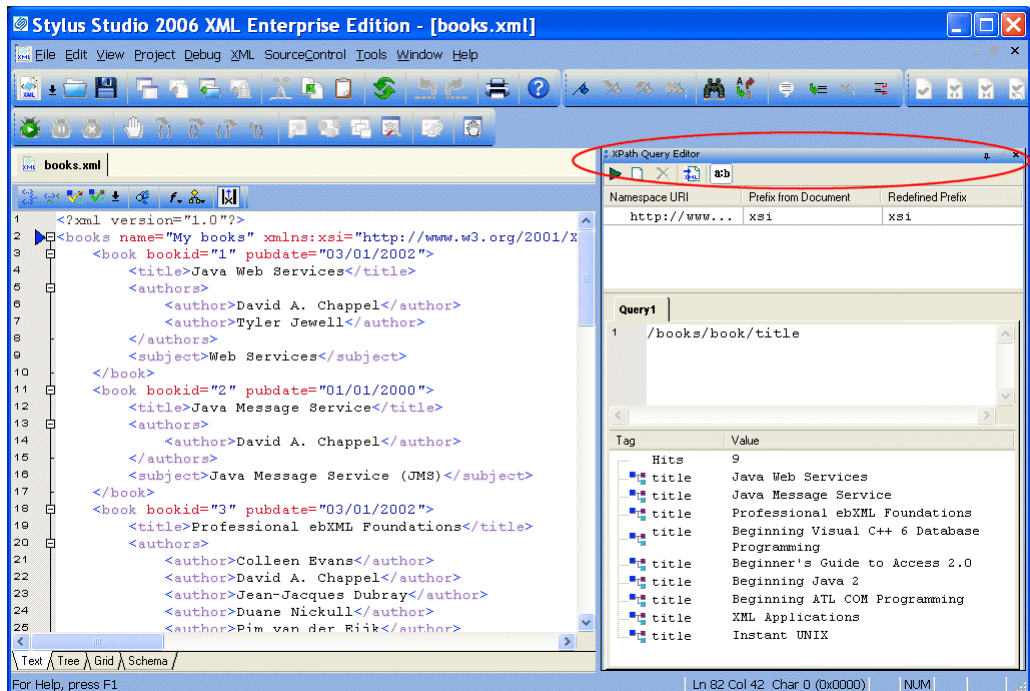 Stylus Studio 2006 XML Enterprise Edition - [books.xml]
File Edit View Project Debug XML SourceControl Tools Window Help
books.xml
1 <?xml version="1.0"?>
2 <books name="My books" xmlns:xsi="http://www.w3.org/2001/X
3 <book bookid="1" pubdate="03/01/2002">
4 <title>Java Web Services</title>
5 <authors>
6 <author>David A. Chappel</author>
7 <author>Tyler Jewell</author>
8 </authors>
9 <subject>Web Services</subject>
10 </book>
11 <book bookid="2" pubdate="01/01/2000">
12 <title>Java Message Service</title>
13 <authors>
14 <author>David A. Chappel</author>
15 </authors>
16 <subject>Java Message Service (JMS)</subject>
17 </book>
18 <book bookid="3" pubdate="03/01/2002">
19 <title>Professional ebXML Foundations</title>
20 <authors>
21 <author>Colleen Evans</author>
22 <author>David A. Chappel</author>
23 <author>Jean-Jacques Dubray</author>
24 <author>Duane Nickull</author>
25 <author>Pim van der Eijk</author>
Text Tree Grid Schema
XPath Query Editor
a:b
Namespace URI Prefix from Document Redefined Prefix
http://www... xsi xsi
Query1
1 /books/book/title
Tag Value
Hits 9
title Java Web Services
title Java Message Service
title Professional ebXML Foundations
title Beginning Visual C++ 6 Database
Programming
title Beginner's Guide to Access 2.0
title Beginning Java 2
title Beginning ATL COM Programming
title XML Applications
title Instant UNIX
For Help, press F1
Ln 82 Col 42 Char 0 (0x0000) NUM